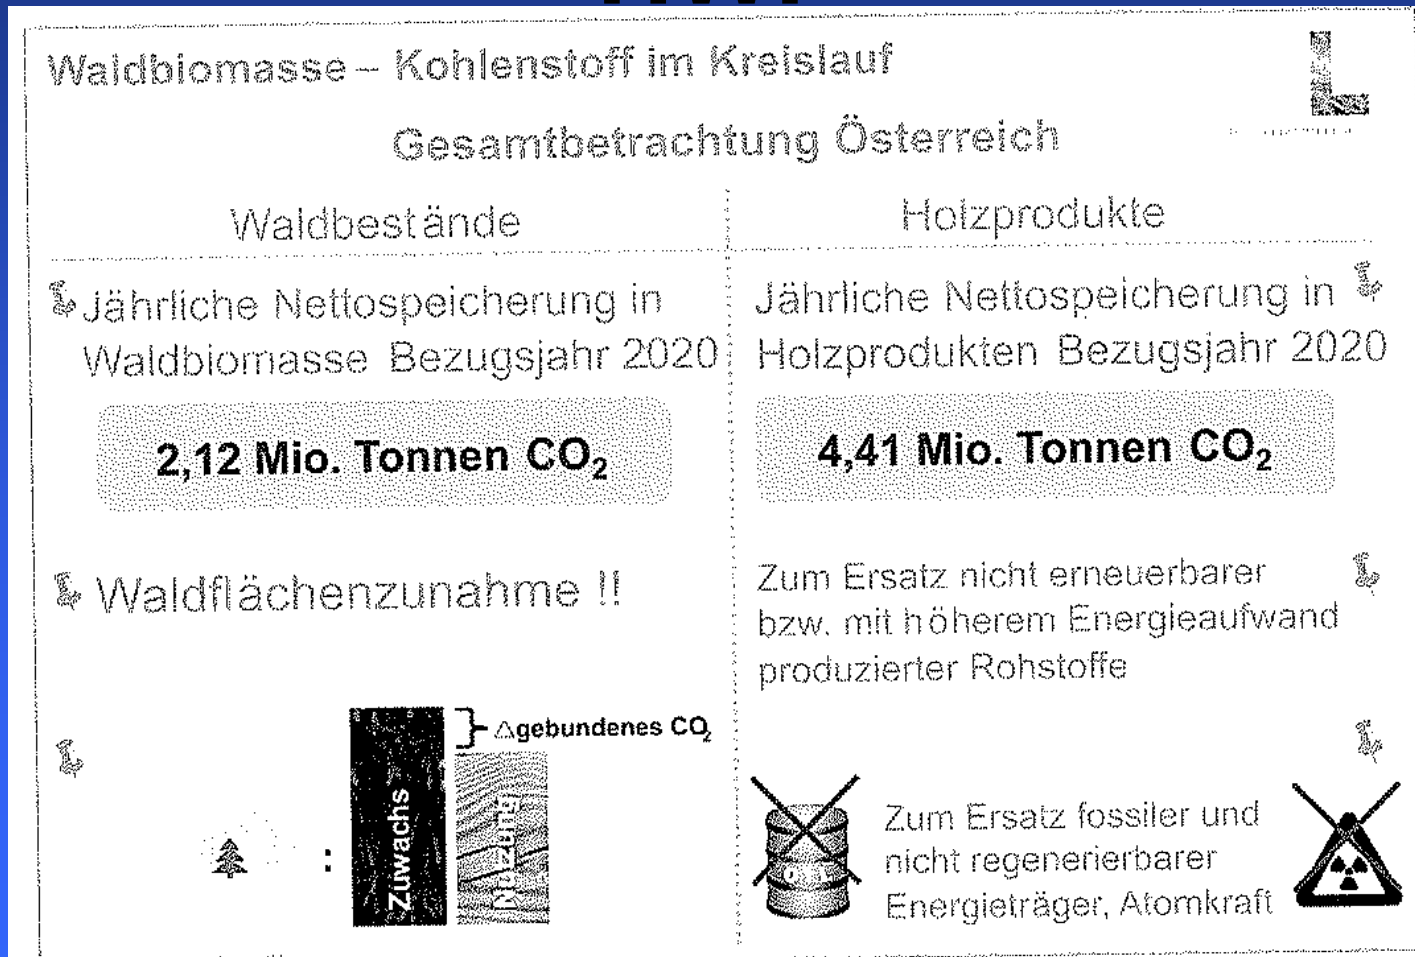 Waldbiomasse – Kohlenstoff im Kreislauf
L
Gesamtbetrachtung Österreich
Waldbestände
Jährliche Nettospeicherung in
Waldbiomasse Bezugsjahr 2020
2,12 Mio. Tonnen CO₂
Waldflächenzunahme !!
△gebundenes CO₂
Zuwachs
Nutzung
:
Holzprodukte
Jährliche Nettospeicherung in
Holzprodukten Bezugsjahr 2020
4,41 Mio. Tonnen CO₂
Zum Ersatz nicht erneuerbarer
bzw. mit höherem Energieaufwand
produzierter Rohstoffe
OIL
Zum Ersatz fossiler und
nicht regenerierbarer
Energieträger, Atomkraft